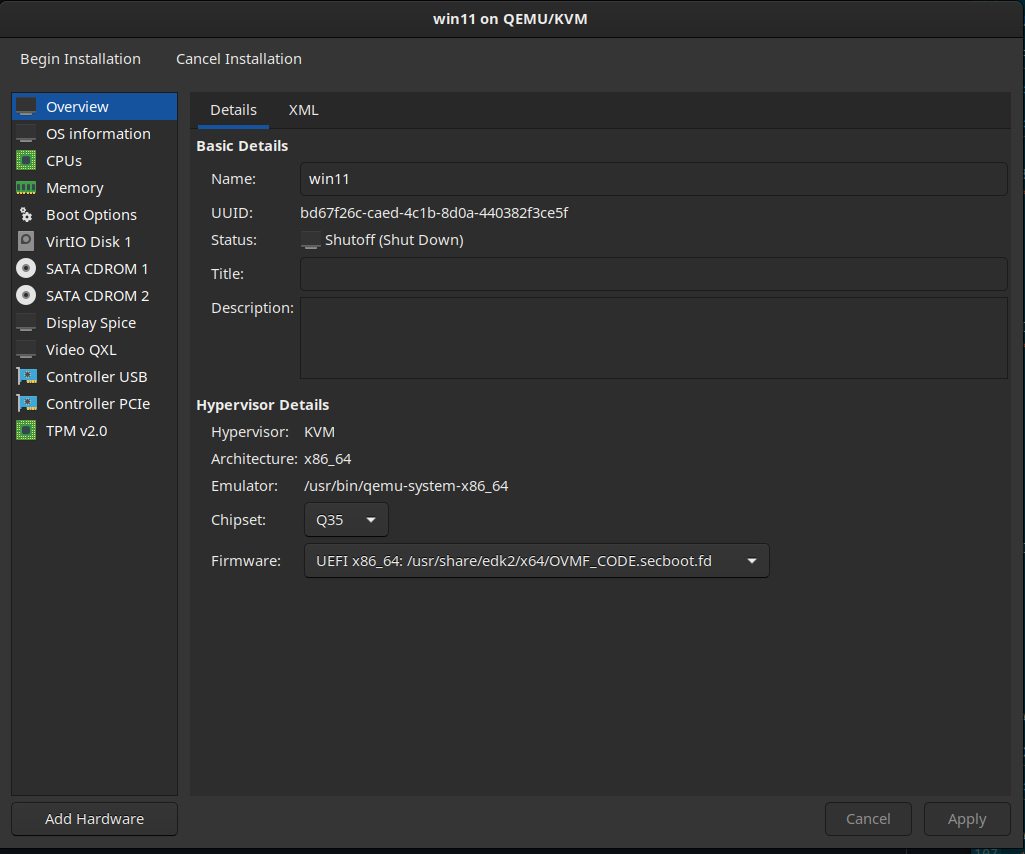 win11 on QEMU/KVM
Begin Installation Cancel Installation
Overview
OS information
CPUs
Memory
Boot Options
VirtIO Disk 1
SATA CDROM 1
SATA CDROM 2
Display Spice
Video QXL
Controller USB
Controller PCIe
TPM v2.0
Add Hardware
Details XML
Basic Details
Name: win11
UUID: bd67f26c-caed-4c1b-8d0a-440382f3ce5f
Status: Shutoff (Shut Down)
Title:
Description:
Hypervisor Details
Hypervisor: KVM
Architecture: x86_64
Emulator: /usr/bin/qemu-system-x86_64
Chipset: Q35
Firmware: UEFI x86_64: /usr/share/edk2/x64/OVMF_CODE.secboot.fd
Cancel Apply